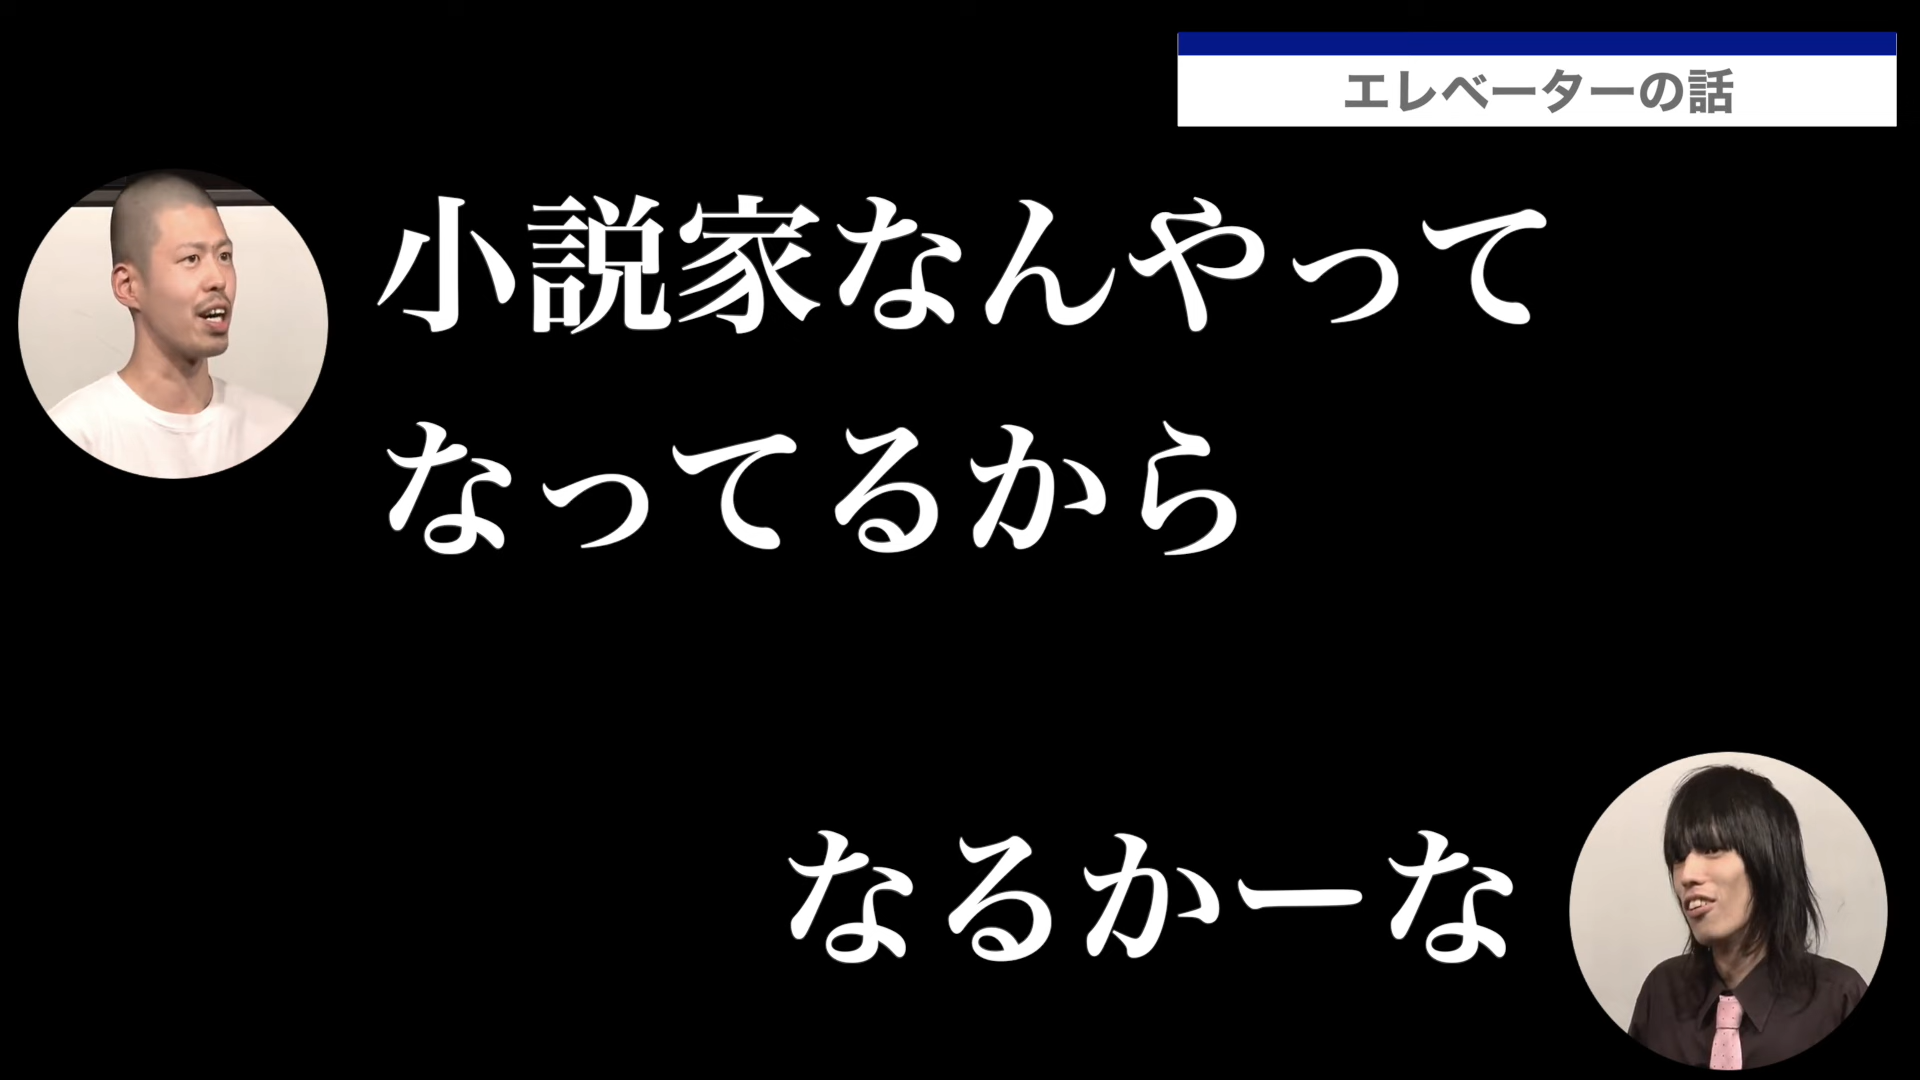 エレベーターの話
小説家なんやって
なってるから
なるかーな